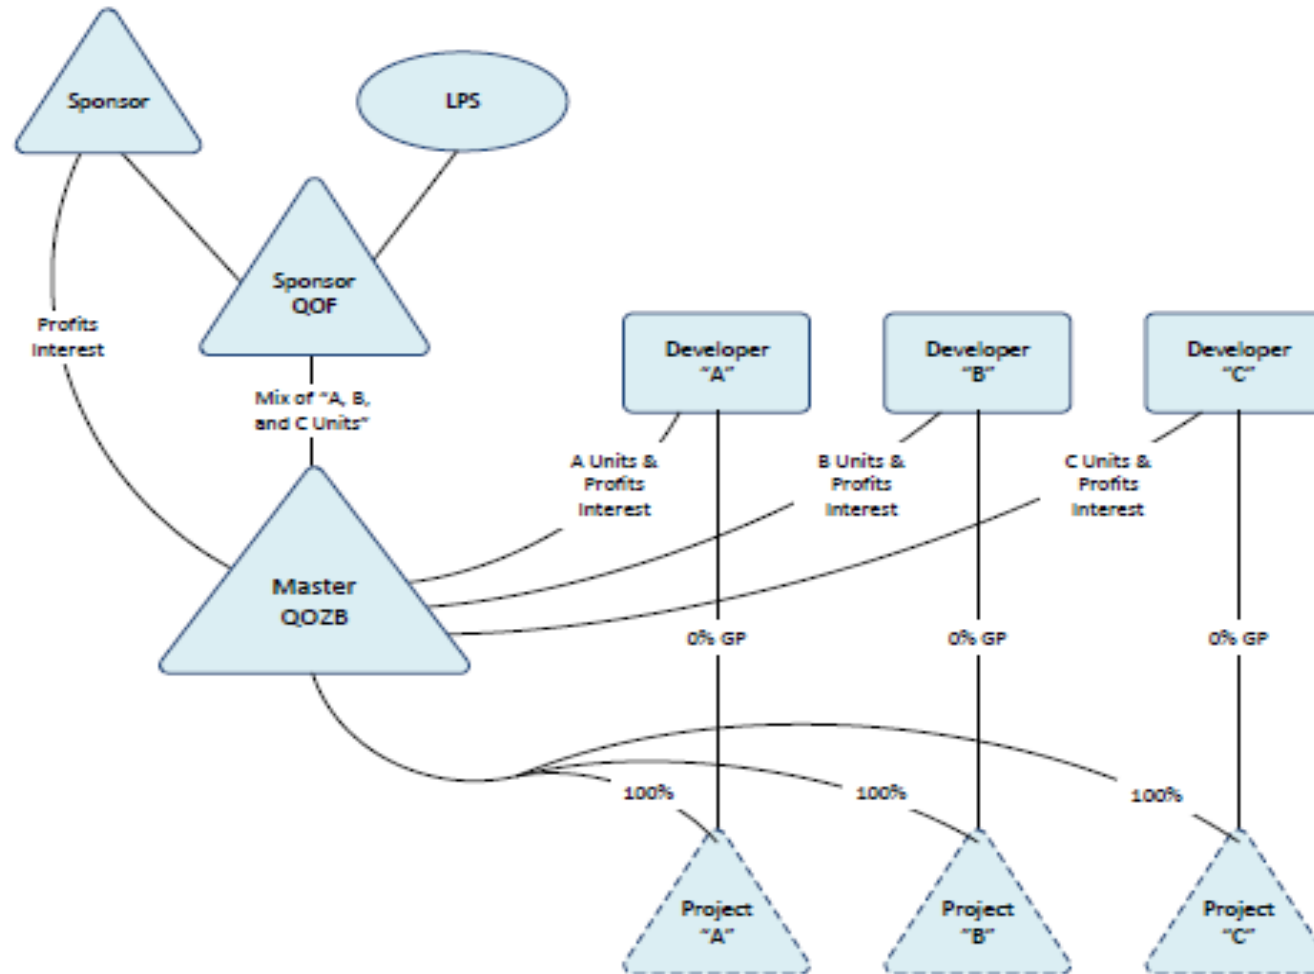 Sponsor
LPS
Sponsor
QOF
Profits
Interest
Mix of "A, B,
and C Units"
Developer
"A"
Developer
"B"
Developer
"C"
A Units &
Profits
Interest
B Units &
Profits
Interest
C Units &
Profits
Interest
Master
QOZB
0% GP
0% GP
0% GP
100%
100%
100%
Project
"A"
Project
"B"
Project
"C"